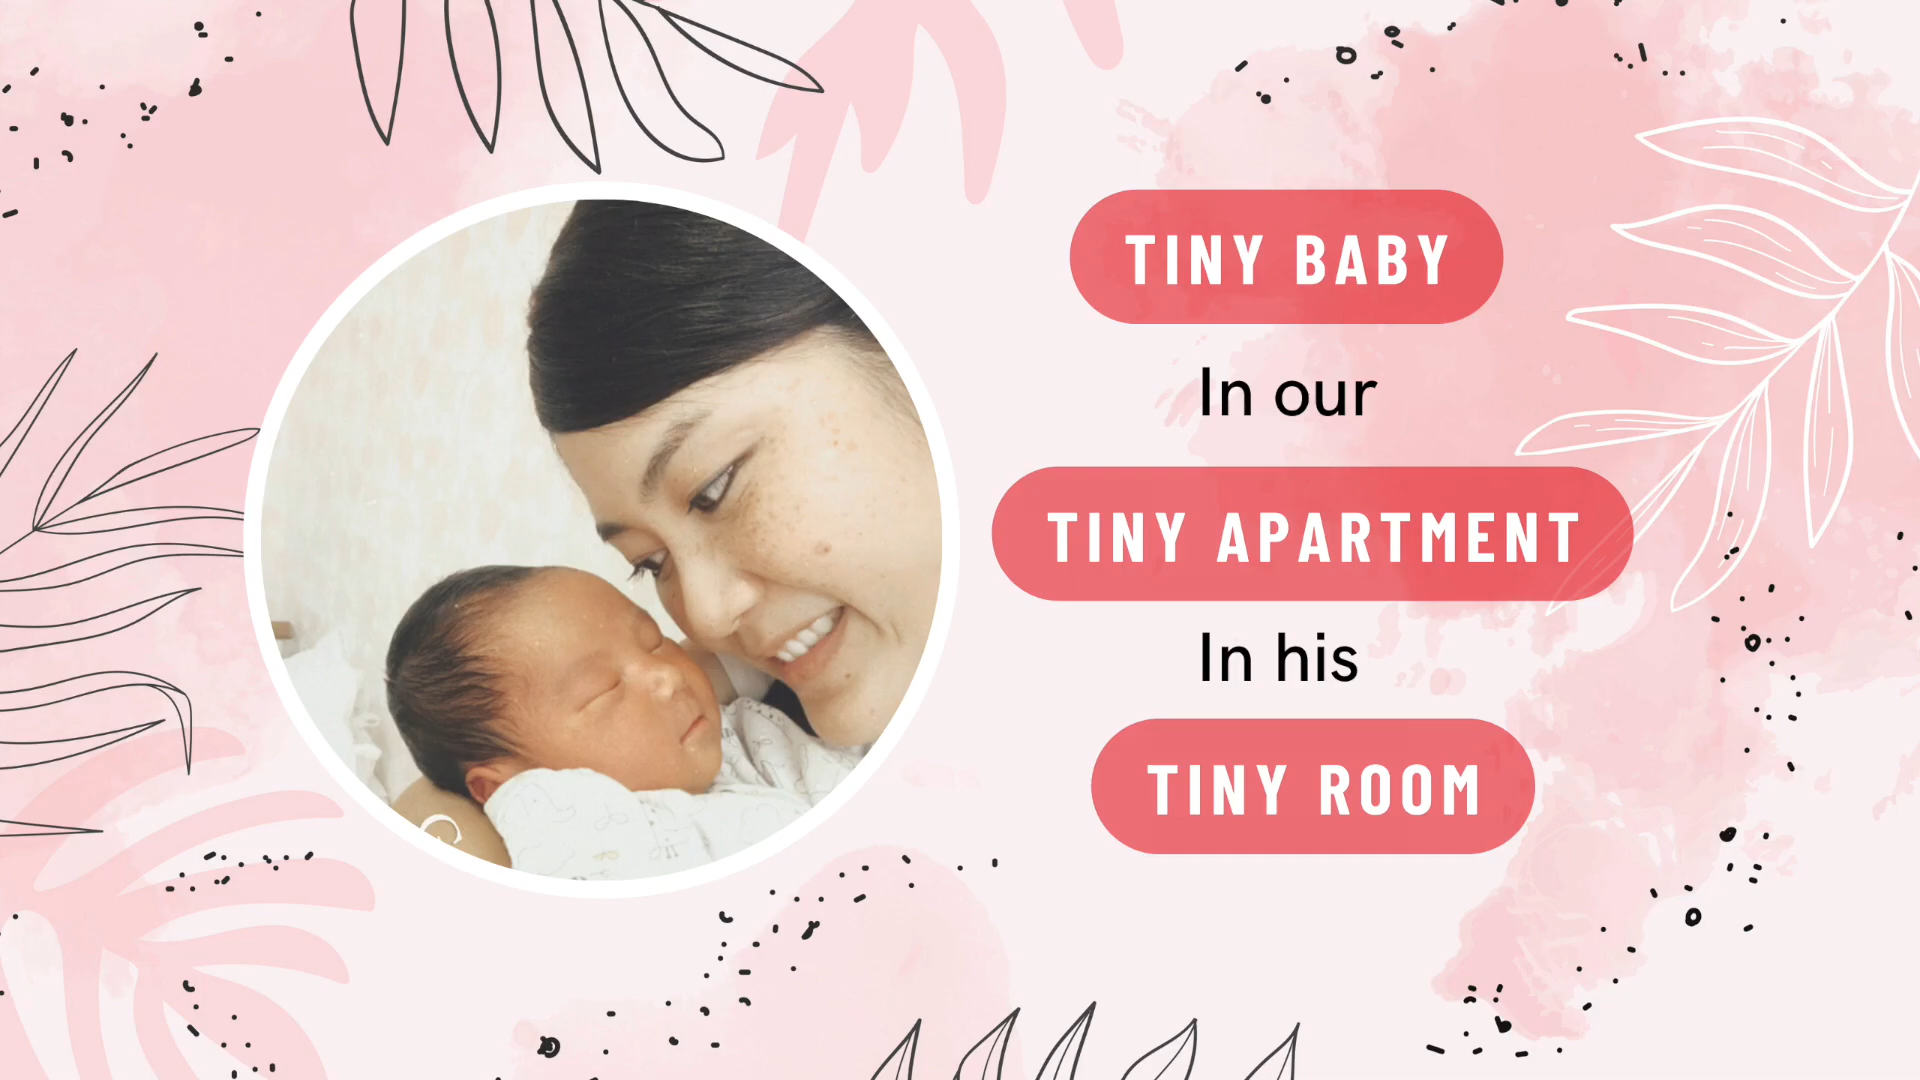 TINY BABY
In our
TINY APARTMENT
In his
TINY ROOM